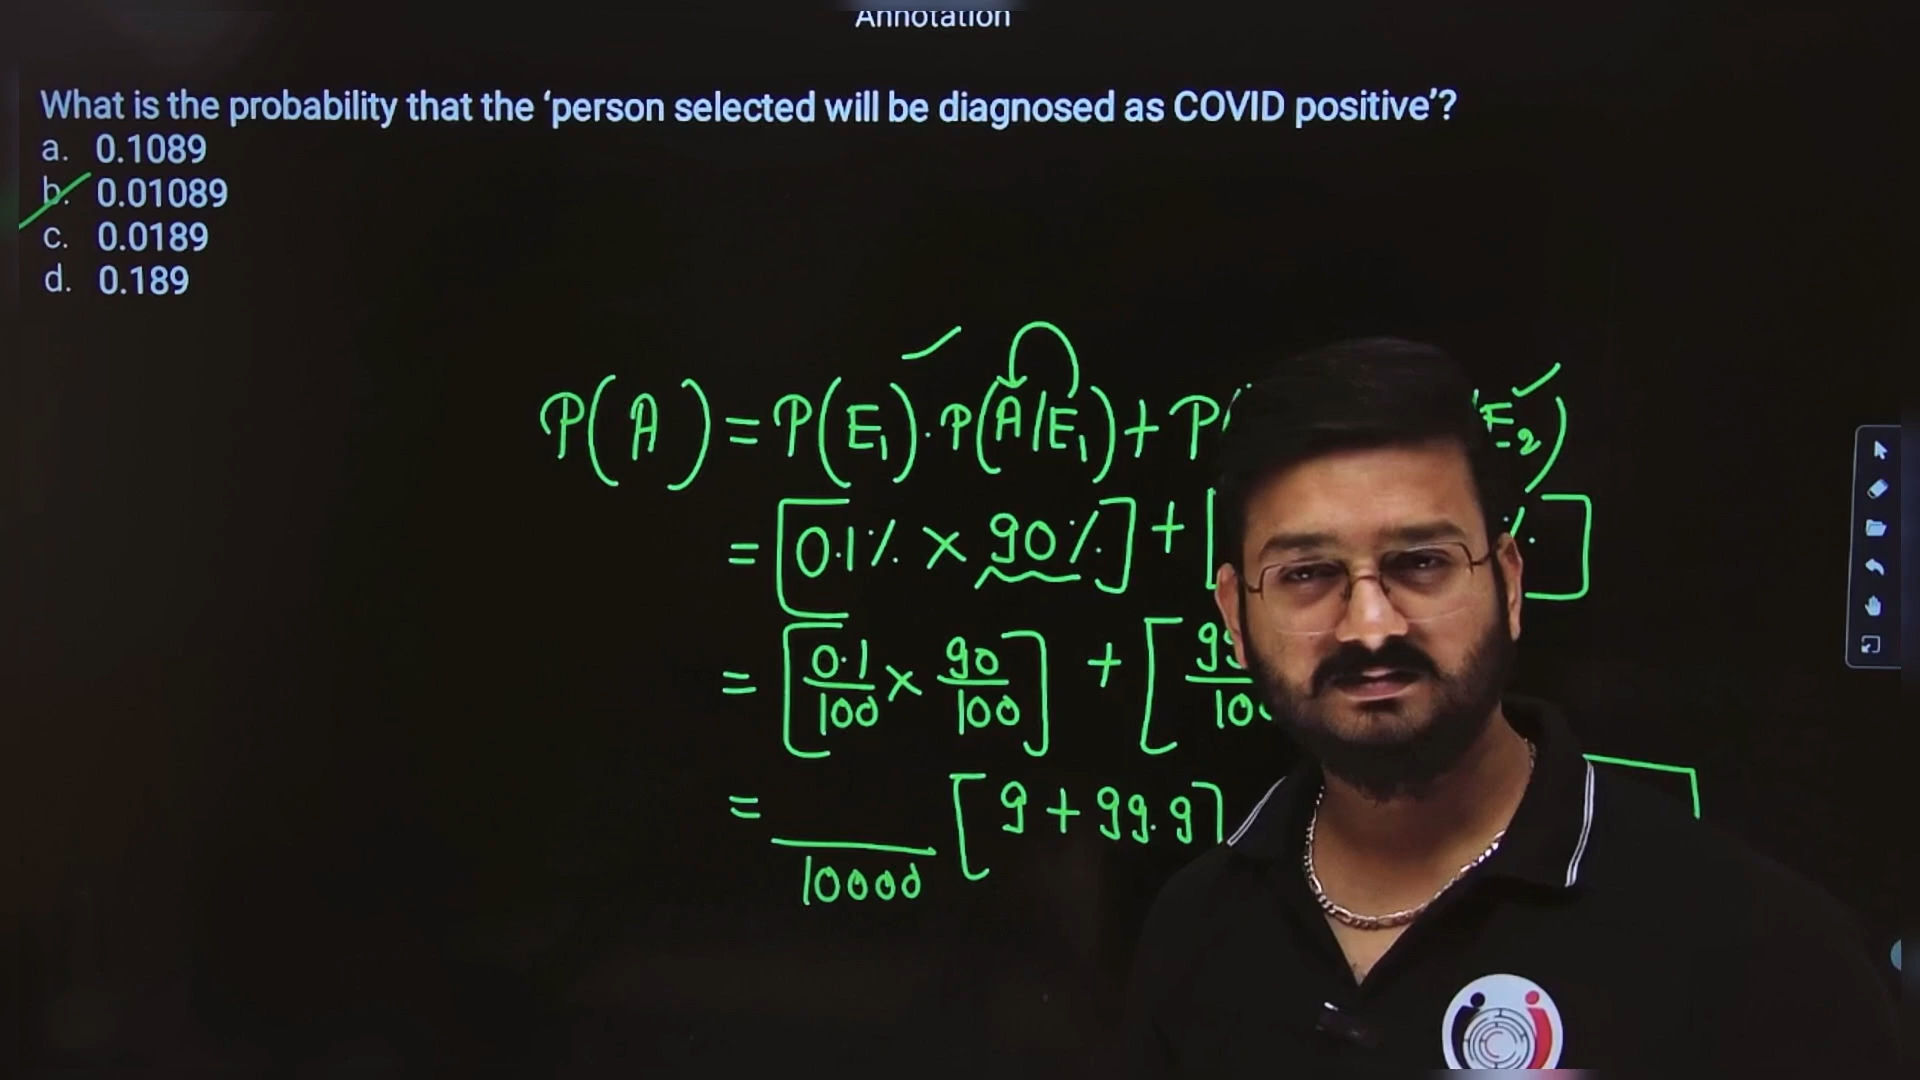 Annotation
What is the probability that the ‘person selected will be diagnosed as COVID positive’?
a. 0.1089
b. 0.01089
c. 0.0189
d. 0.189
P(A) = P(E₁).P(A/E₁) + P( E₂)
= [0.1% × 90%] + [ %]
= [0.1/100 × 90/100] + [
= /10000 [9 + 99.9]